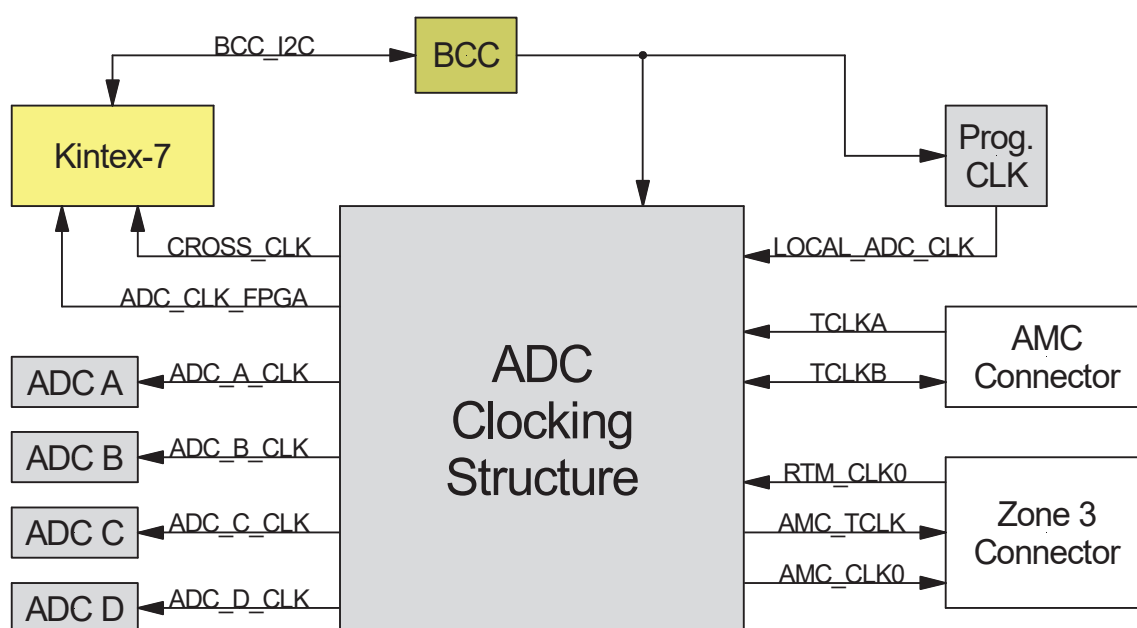 BCC_I2C
BCC
Kintex-7
Prog.
CLK
CROSS_CLK
LOCAL_ADC_CLK
ADC_CLK_FPGA
ADC
Clocking
Structure
TCLKA
TCLKB
AMC
Connector
ADC A
ADC_A_CLK
ADC B
ADC_B_CLK
ADC C
ADC_C_CLK
ADC D
ADC_D_CLK
RTM_CLK0
AMC_TCLK
AMC_CLK0
Zone 3
Connector